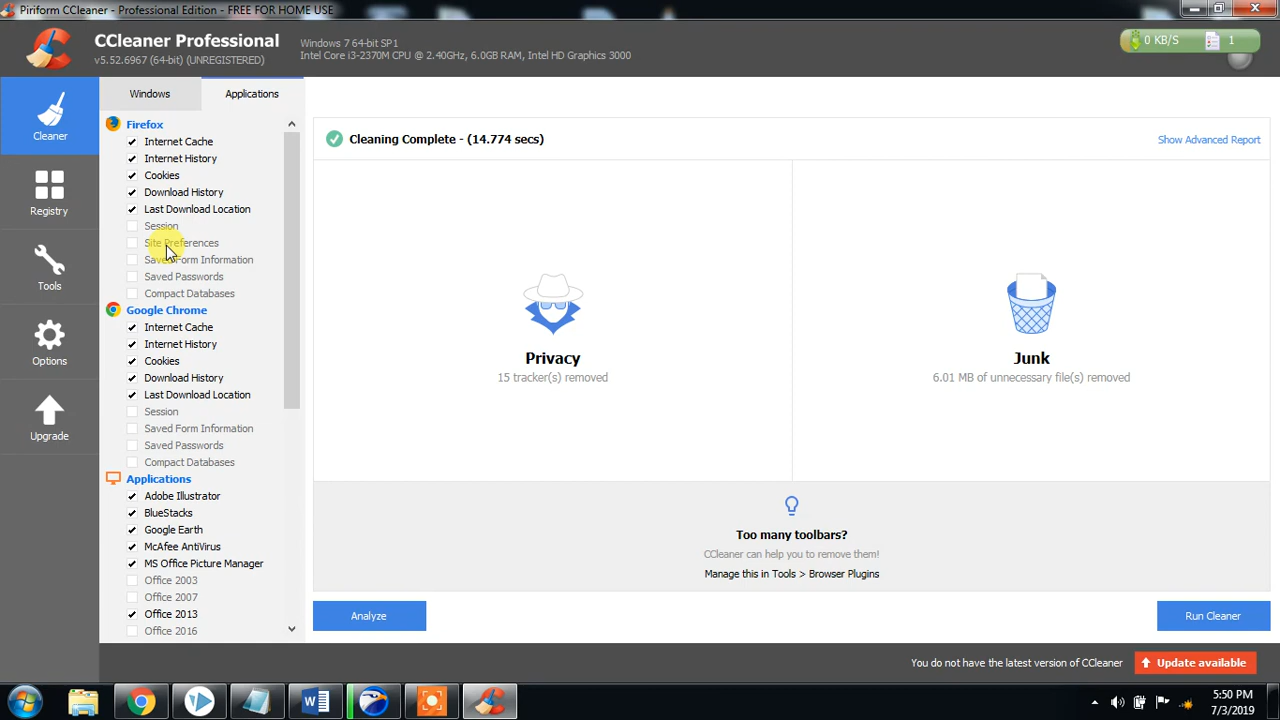 Piriform CCleaner - Professional Edition - FREE FOR HOME USE
CCleaner Professional
v5.52.6967 (64-bit) (UNREGISTERED)
Windows 7 64-bit SP1
Intel Core i3-2370M CPU @ 2.40GHz, 6.0GB RAM, Intel HD Graphics 3000
0 KB/S
1
Cleaner
Registry
Tools
Options
Upgrade
Windows
Applications
Firefox
Internet Cache
Internet History
Cookies
Download History
Last Download Location
Session
Site Preferences
Saved Form Information
Saved Passwords
Compact Databases
Google Chrome
Internet Cache
Internet History
Cookies
Download History
Last Download Location
Session
Saved Form Information
Saved Passwords
Compact Databases
Applications
Adobe Illustrator
BlueStacks
Google Earth
McAfee AntiVirus
MS Office Picture Manager
Office 2003
Office 2007
Office 2013
Office 2016
Cleaning Complete - (14.774 secs)
Show Advanced Report
Privacy
15 tracker(s) removed
Junk
6.01 MB of unnecessary file(s) removed
Too many toolbars?
CCleaner can help you to remove them!
Manage this in Tools > Browser Plugins
Analyze
Run Cleaner
You do not have the latest version of CCleaner
Update available
5:50 PM
7/3/2019